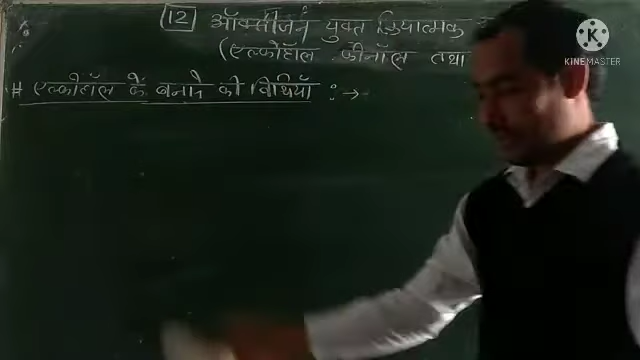 12 ऑक्सीजन युक्त क्रियात्मक
(एल्कोहॉल फीनॉल तथा
# एल्कोहॉल के बनाने की विधियाँ :→
K
KINEMASTER